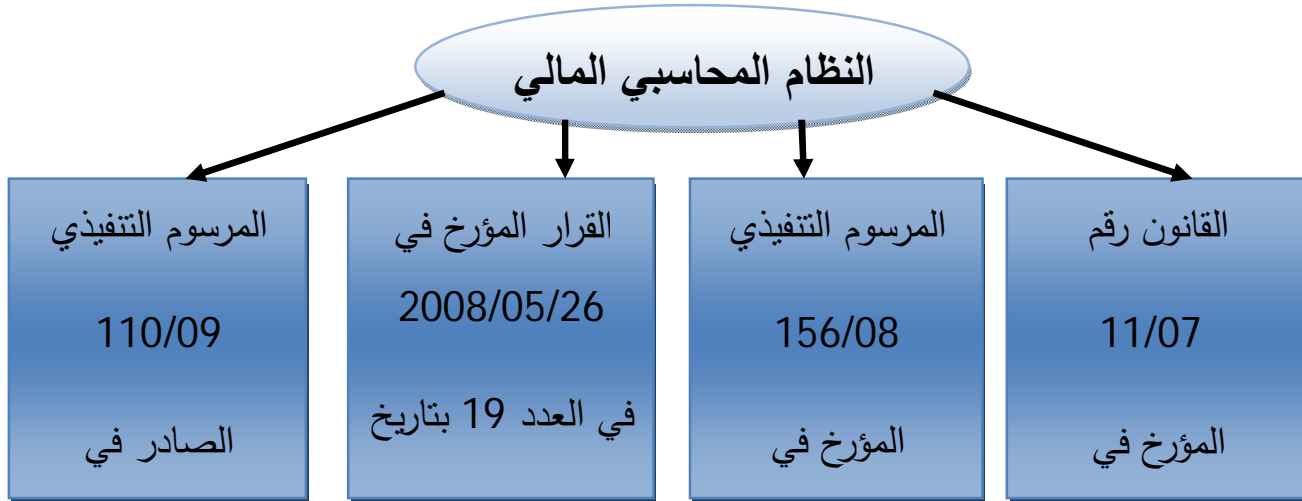 النظام المحاسبي المالي
القانون رقم
11/07
المؤرخ في
المرسوم التنفيذي
156/08
المؤرخ في
القرار المؤرخ في
2008/05/26
في العدد 19 بتاريخ
المرسوم التنفيذي
110/09
الصادر في